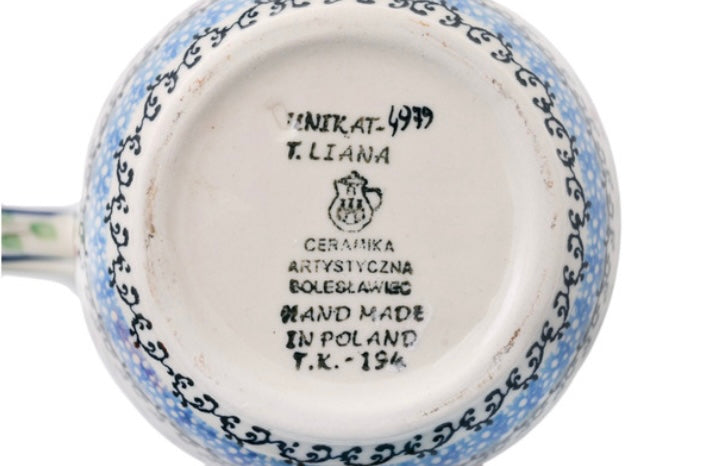 UNIKAT-4979
T. LIANA
CERAMIKA
ARTYSTYCZNA
BOLESŁAWIEC
HAND MADE
IN POLAND
T.K.-194